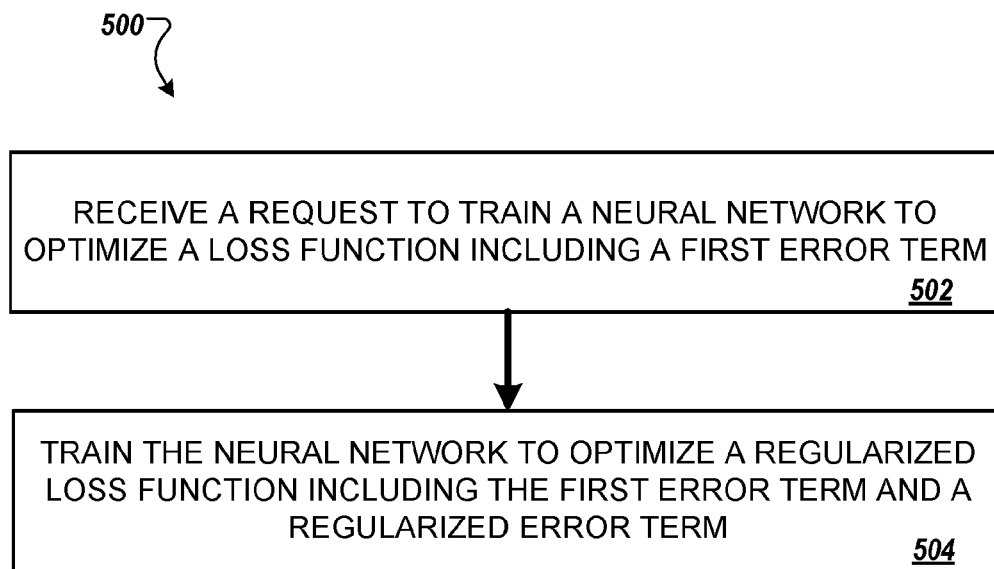 500
RECEIVE A REQUEST TO TRAIN A NEURAL NETWORK TO
OPTIMIZE A LOSS FUNCTION INCLUDING A FIRST ERROR TERM
502
TRAIN THE NEURAL NETWORK TO OPTIMIZE A REGULARIZED
LOSS FUNCTION INCLUDING THE FIRST ERROR TERM AND A
REGULARIZED ERROR TERM
504